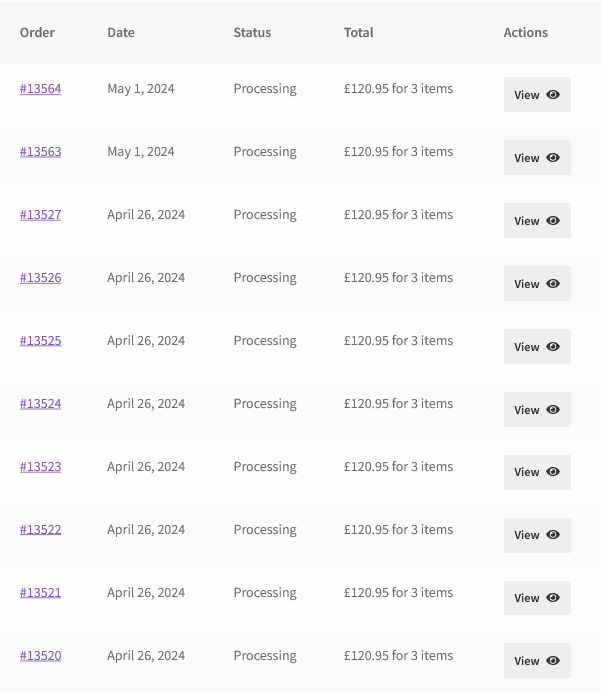 Order Date Status Total Actions
#13564 May 1, 2024 Processing £120.95 for 3 items View
#13563 May 1, 2024 Processing £120.95 for 3 items View
#13527 April 26, 2024 Processing £120.95 for 3 items View
#13526 April 26, 2024 Processing £120.95 for 3 items View
#13525 April 26, 2024 Processing £120.95 for 3 items View
#13524 April 26, 2024 Processing £120.95 for 3 items View
#13523 April 26, 2024 Processing £120.95 for 3 items View
#13522 April 26, 2024 Processing £120.95 for 3 items View
#13521 April 26, 2024 Processing £120.95 for 3 items View
#13520 April 26, 2024 Processing £120.95 for 3 items View